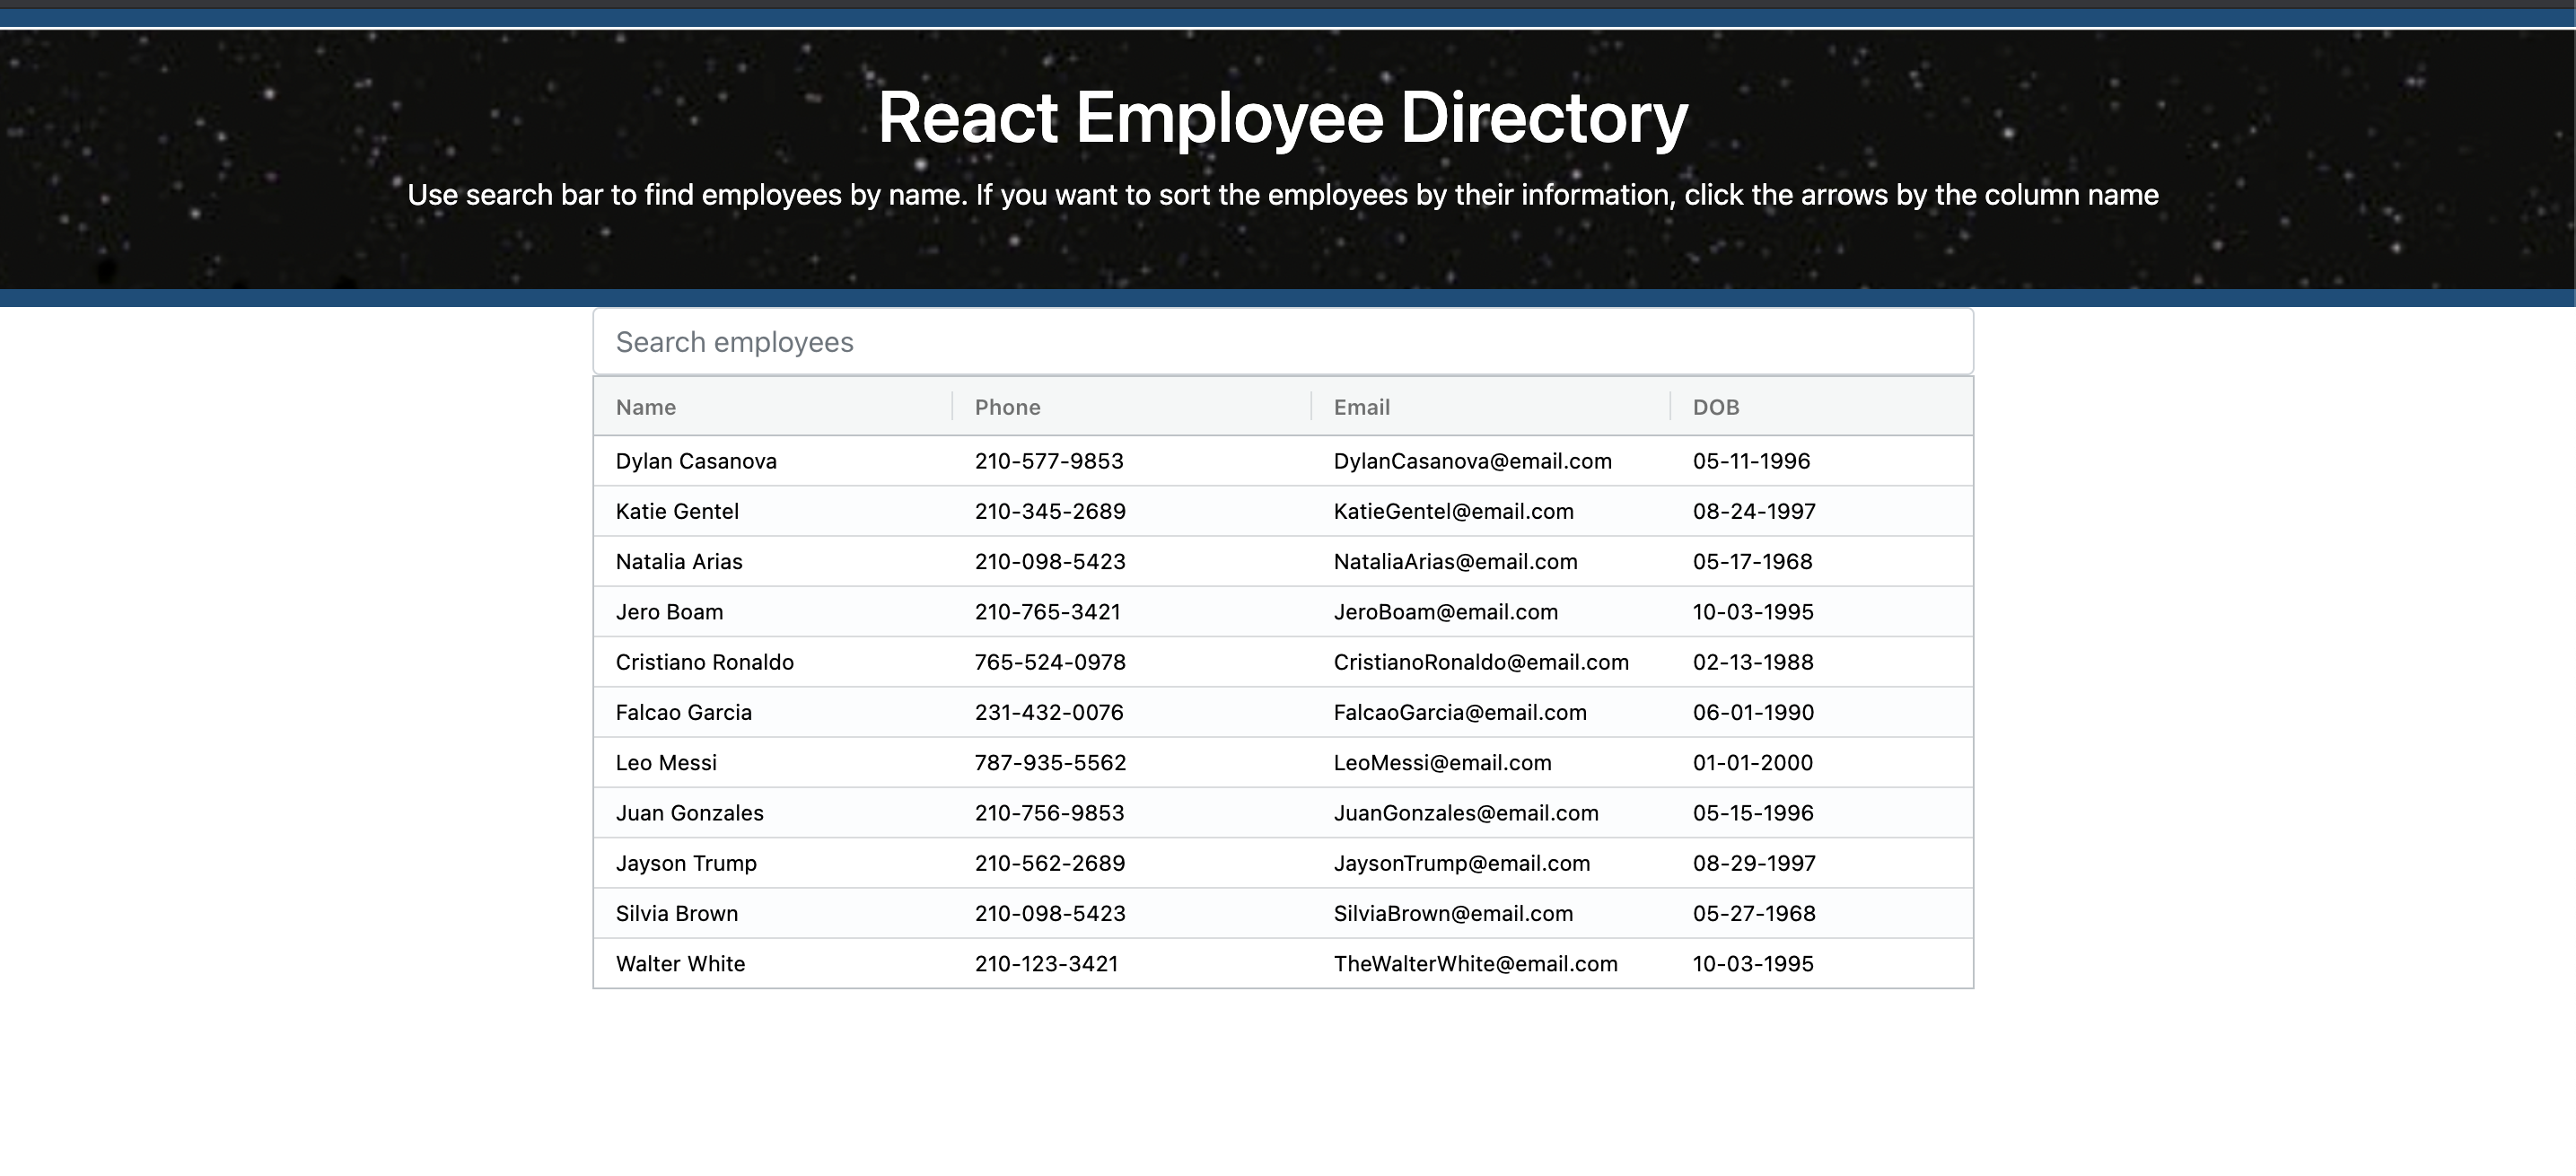 React Employee Directory
Use search bar to find employees by name. If you want to sort the employees by their information, click the arrows by the column name
Search employees
Name Phone Email DOB
Dylan Casanova 210-577-9853 DylanCasanova@email.com 05-11-1996
Katie Gentel 210-345-2689 KatieGentel@email.com 08-24-1997
Natalia Arias 210-098-5423 NataliaArias@email.com 05-17-1968
Jero Boam 210-765-3421 JeroBoam@email.com 10-03-1995
Cristiano Ronaldo 765-524-0978 CristianoRonaldo@email.com 02-13-1988
Falcao Garcia 231-432-0076 FalcaoGarcia@email.com 06-01-1990
Leo Messi 787-935-5562 LeoMessi@email.com 01-01-2000
Juan Gonzales 210-756-9853 JuanGonzales@email.com 05-15-1996
Jayson Trump 210-562-2689 JaysonTrump@email.com 08-29-1997
Silvia Brown 210-098-5423 SilviaBrown@email.com 05-27-1968
Walter White 210-123-3421 TheWalterWhite@email.com 10-03-1995